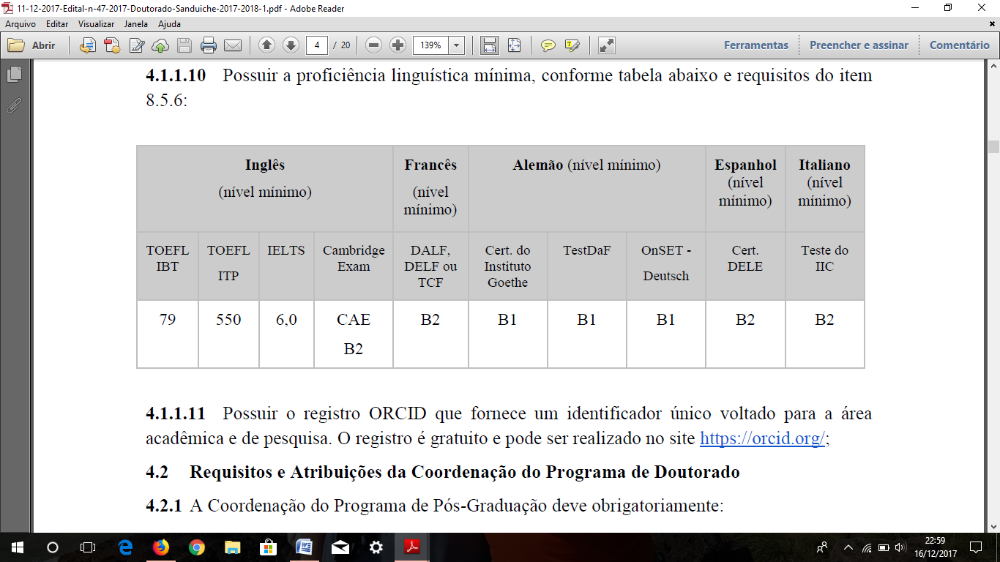 11-12-2017-Edital-n-47-2017-Doutorado-Sanduiche-2017-2018-1.pdf - Adobe Reader
Arquivo Editar Visualizar Janela Ajuda
Abrir 4 / 20 139% Ferramentas Preencher e assinar Comentário
4.1.1.10 Possuir a proficiência linguística mínima, conforme tabela abaixo e requisitos do item
8.5.6:
Inglês
(nível mínimo)
Francês
(nível
mínimo)
Alemão (nível mínimo)
Espanhol
(nível
mínimo)
Italiano
(nível
mínimo)
TOEFL
IBT
TOEFL
ITP
IELTS
Cambridge
Exam
DALF,
DELF ou
TCF
Cert. do
Instituto
Goethe
TestDaF
OnSET -
Deutsch
Cert.
DELE
Teste do
IIC
79
550
6,0
CAE
B2
B2
B1
B1
B1
B2
B2
4.1.1.11 Possuir o registro ORCID que fornece um identificador único voltado para a área
acadêmica e de pesquisa. O registro é gratuito e pode ser realizado no site https://orcid.org/;
4.2 Requisitos e Atribuições da Coordenação do Programa de Doutorado
4.2.1 A Coordenação do Programa de Pós-Graduação deve obrigatoriamente:
22:59
16/12/2017